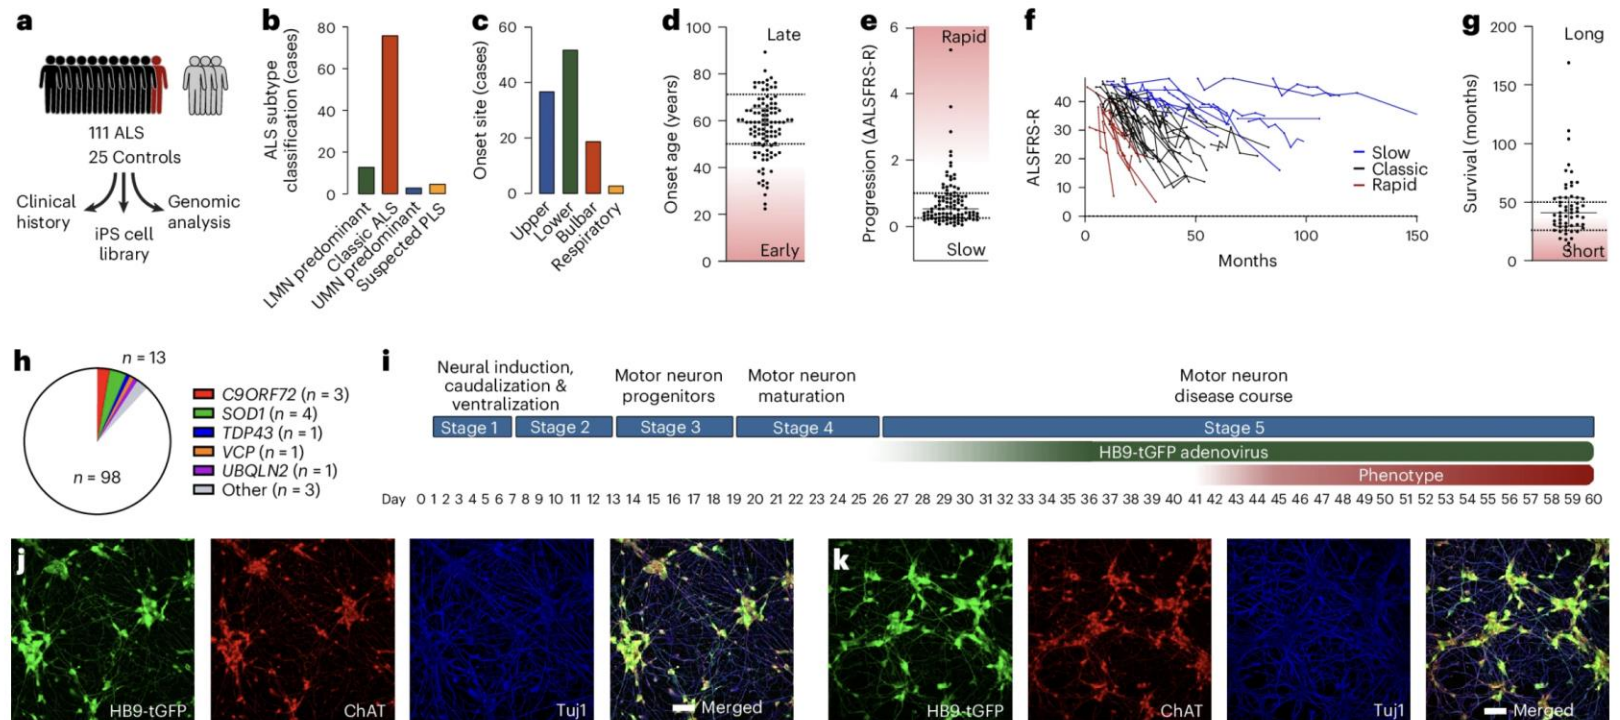 a
111 ALS
25 Controls
Clinical
history
iPS cell
library
Genomic
analysis
b
ALS subtype
classification (cases)
80
60
40
20
0
LMN predominant
Classic ALS
UMN predominant
Suspected PLS
c
Onset site (cases)
60
40
20
0
Upper
Lower
Bulbar
Respiratory
d
Onset age (years)
100
80
60
40
20
0
Late
Early
e
Progression (ΔALSFRS-R)
6
4
2
0
Rapid
Slow
f
ALSFRS-R
40
30
20
10
0
0 50 100 150
Months
Slow
Classic
Rapid
g
Survival (months)
200
150
100
50
0
Long
Short
h
n = 13
n = 98
C9ORF72 (n = 3)
SOD1 (n = 4)
TDP43 (n = 1)
VCP (n = 1)
UBQLN2 (n = 1)
Other (n = 3)
i
Neural induction,
caudalization &
ventralization
Motor neuron
progenitors
Motor neuron
maturation
Motor neuron
disease course
Stage 1 Stage 2 Stage 3 Stage 4 Stage 5
HB9-tGFP adenovirus
Phenotype
Day 0 1 2 3 4 5 6 7 8 9 10 11 12 13 14 15 16 17 18 19 20 21 22 23 24 25 26 27 28 29 30 31 32 33 34 35 36 37 38 39 40 41 42 43 44 45 46 47 48 49 50 51 52 53 54 55 56 57 58 59 60
j
HB9-tGFP
ChAT
Tuj1
Merged
k
HB9-tGFP
ChAT
Tuj1
Merged